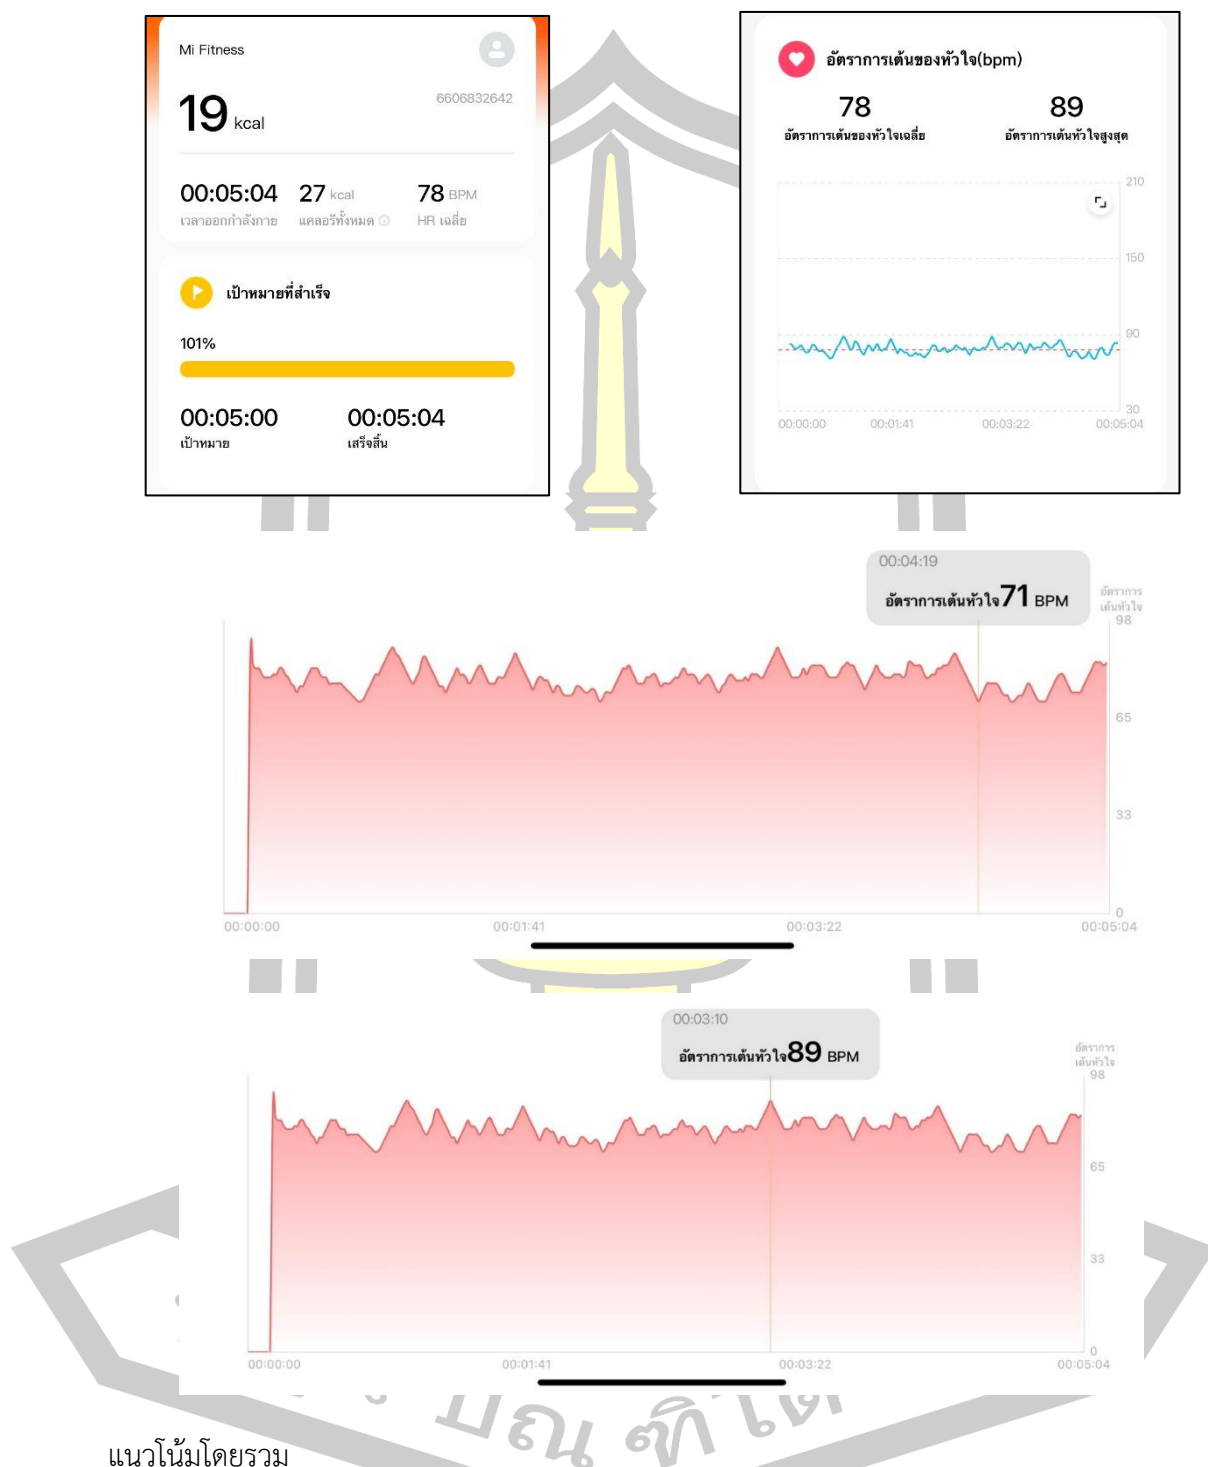 Mi Fitness
6606832642
19 kcal
00:05:04 27 kcal 78 BPM
เวลาออกกำลังกาย แคลอรีทั้งหมด HR เฉลี่ย
เป้าหมายที่สำเร็จ
101%
00:05:00 00:05:04
เป้าหมาย เสร็จสิ้น
อัตราการเต้นของหัวใจ(bpm)
78 89
อัตราการเต้นของหัวใจเฉลี่ย อัตราการเต้นหัวใจสูงสุด
210
150
90
30
00:00:00 00:01:41 00:03:22 00:05:04
00:04:19
อัตราการเต้นหัวใจ71 BPM
อัตราการ
เต้นหัวใจ
98
65
33
0
00:00:00 00:01:41 00:03:22 00:05:04
00:03:10
อัตราการเต้นหัวใจ89 BPM
อัตราการ
เต้นหัวใจ
98
65
33
0
00:00:00 00:01:41 00:03:22 00:05:04
แนวโน้มโดยรวม